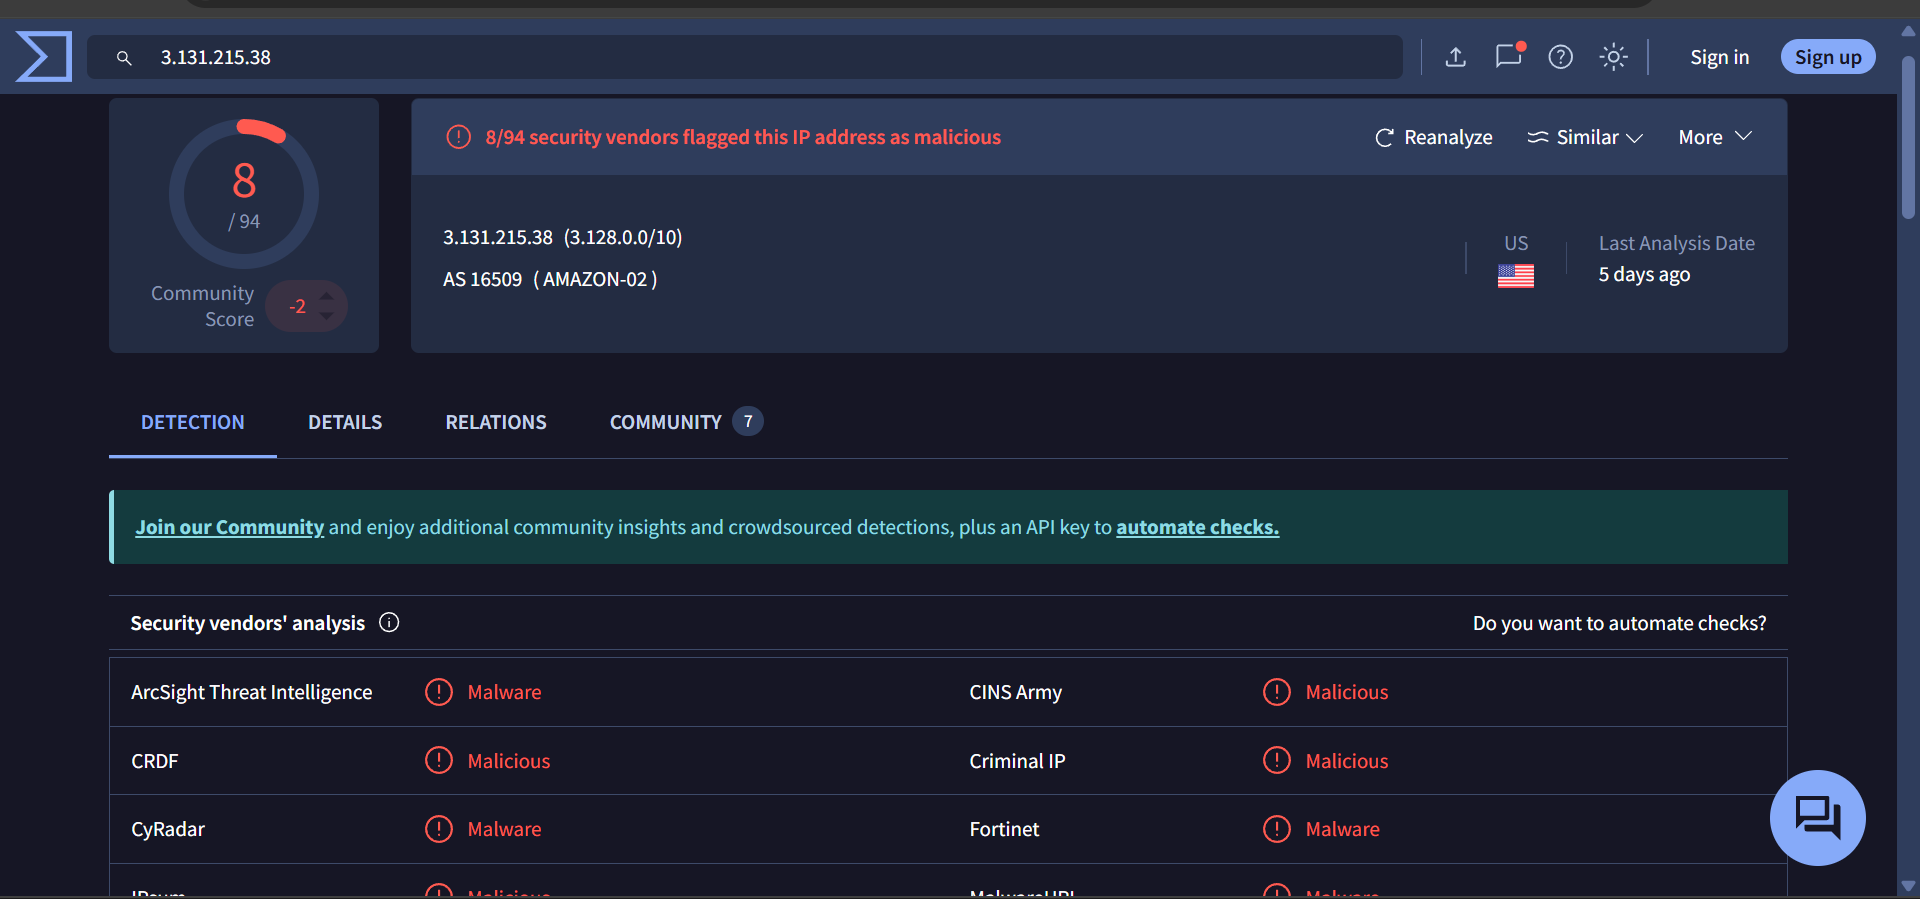 3.131.215.38
Sign in
Sign up
8
/ 94
Community Score
-2
8/94 security vendors flagged this IP address as malicious
Reanalyze
Similar
More
3.131.215.38 (3.128.0.0/10)
AS 16509 ( AMAZON-02 )
US
Last Analysis Date
5 days ago
DETECTION
DETAILS
RELATIONS
COMMUNITY 7
Join our Community and enjoy additional community insights and crowdsourced detections, plus an API key to automate checks.
Security vendors' analysis
Do you want to automate checks?
ArcSight Threat Intelligence Malware
CINS Army Malicious
CRDF Malicious
Criminal IP Malicious
CyRadar Malware
Fortinet Malware